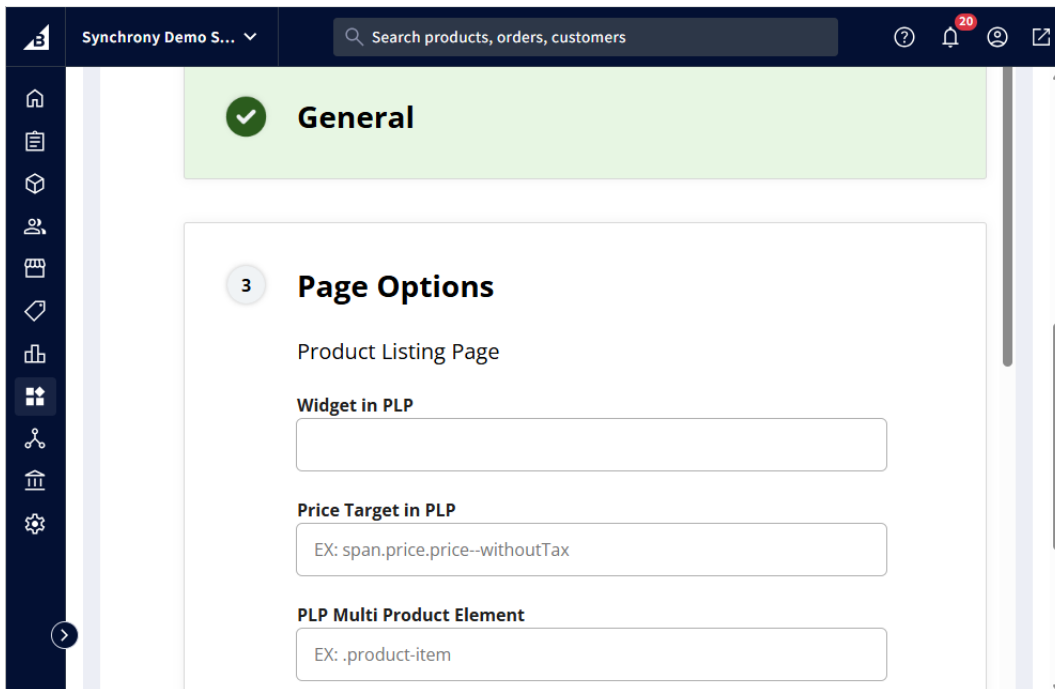 Synchrony Demo S...
Search products, orders, customers
20
General
3
Page Options
Product Listing Page
Widget in PLP
Price Target in PLP
EX: span.price.price--withoutTax
PLP Multi Product Element
EX: .product-item